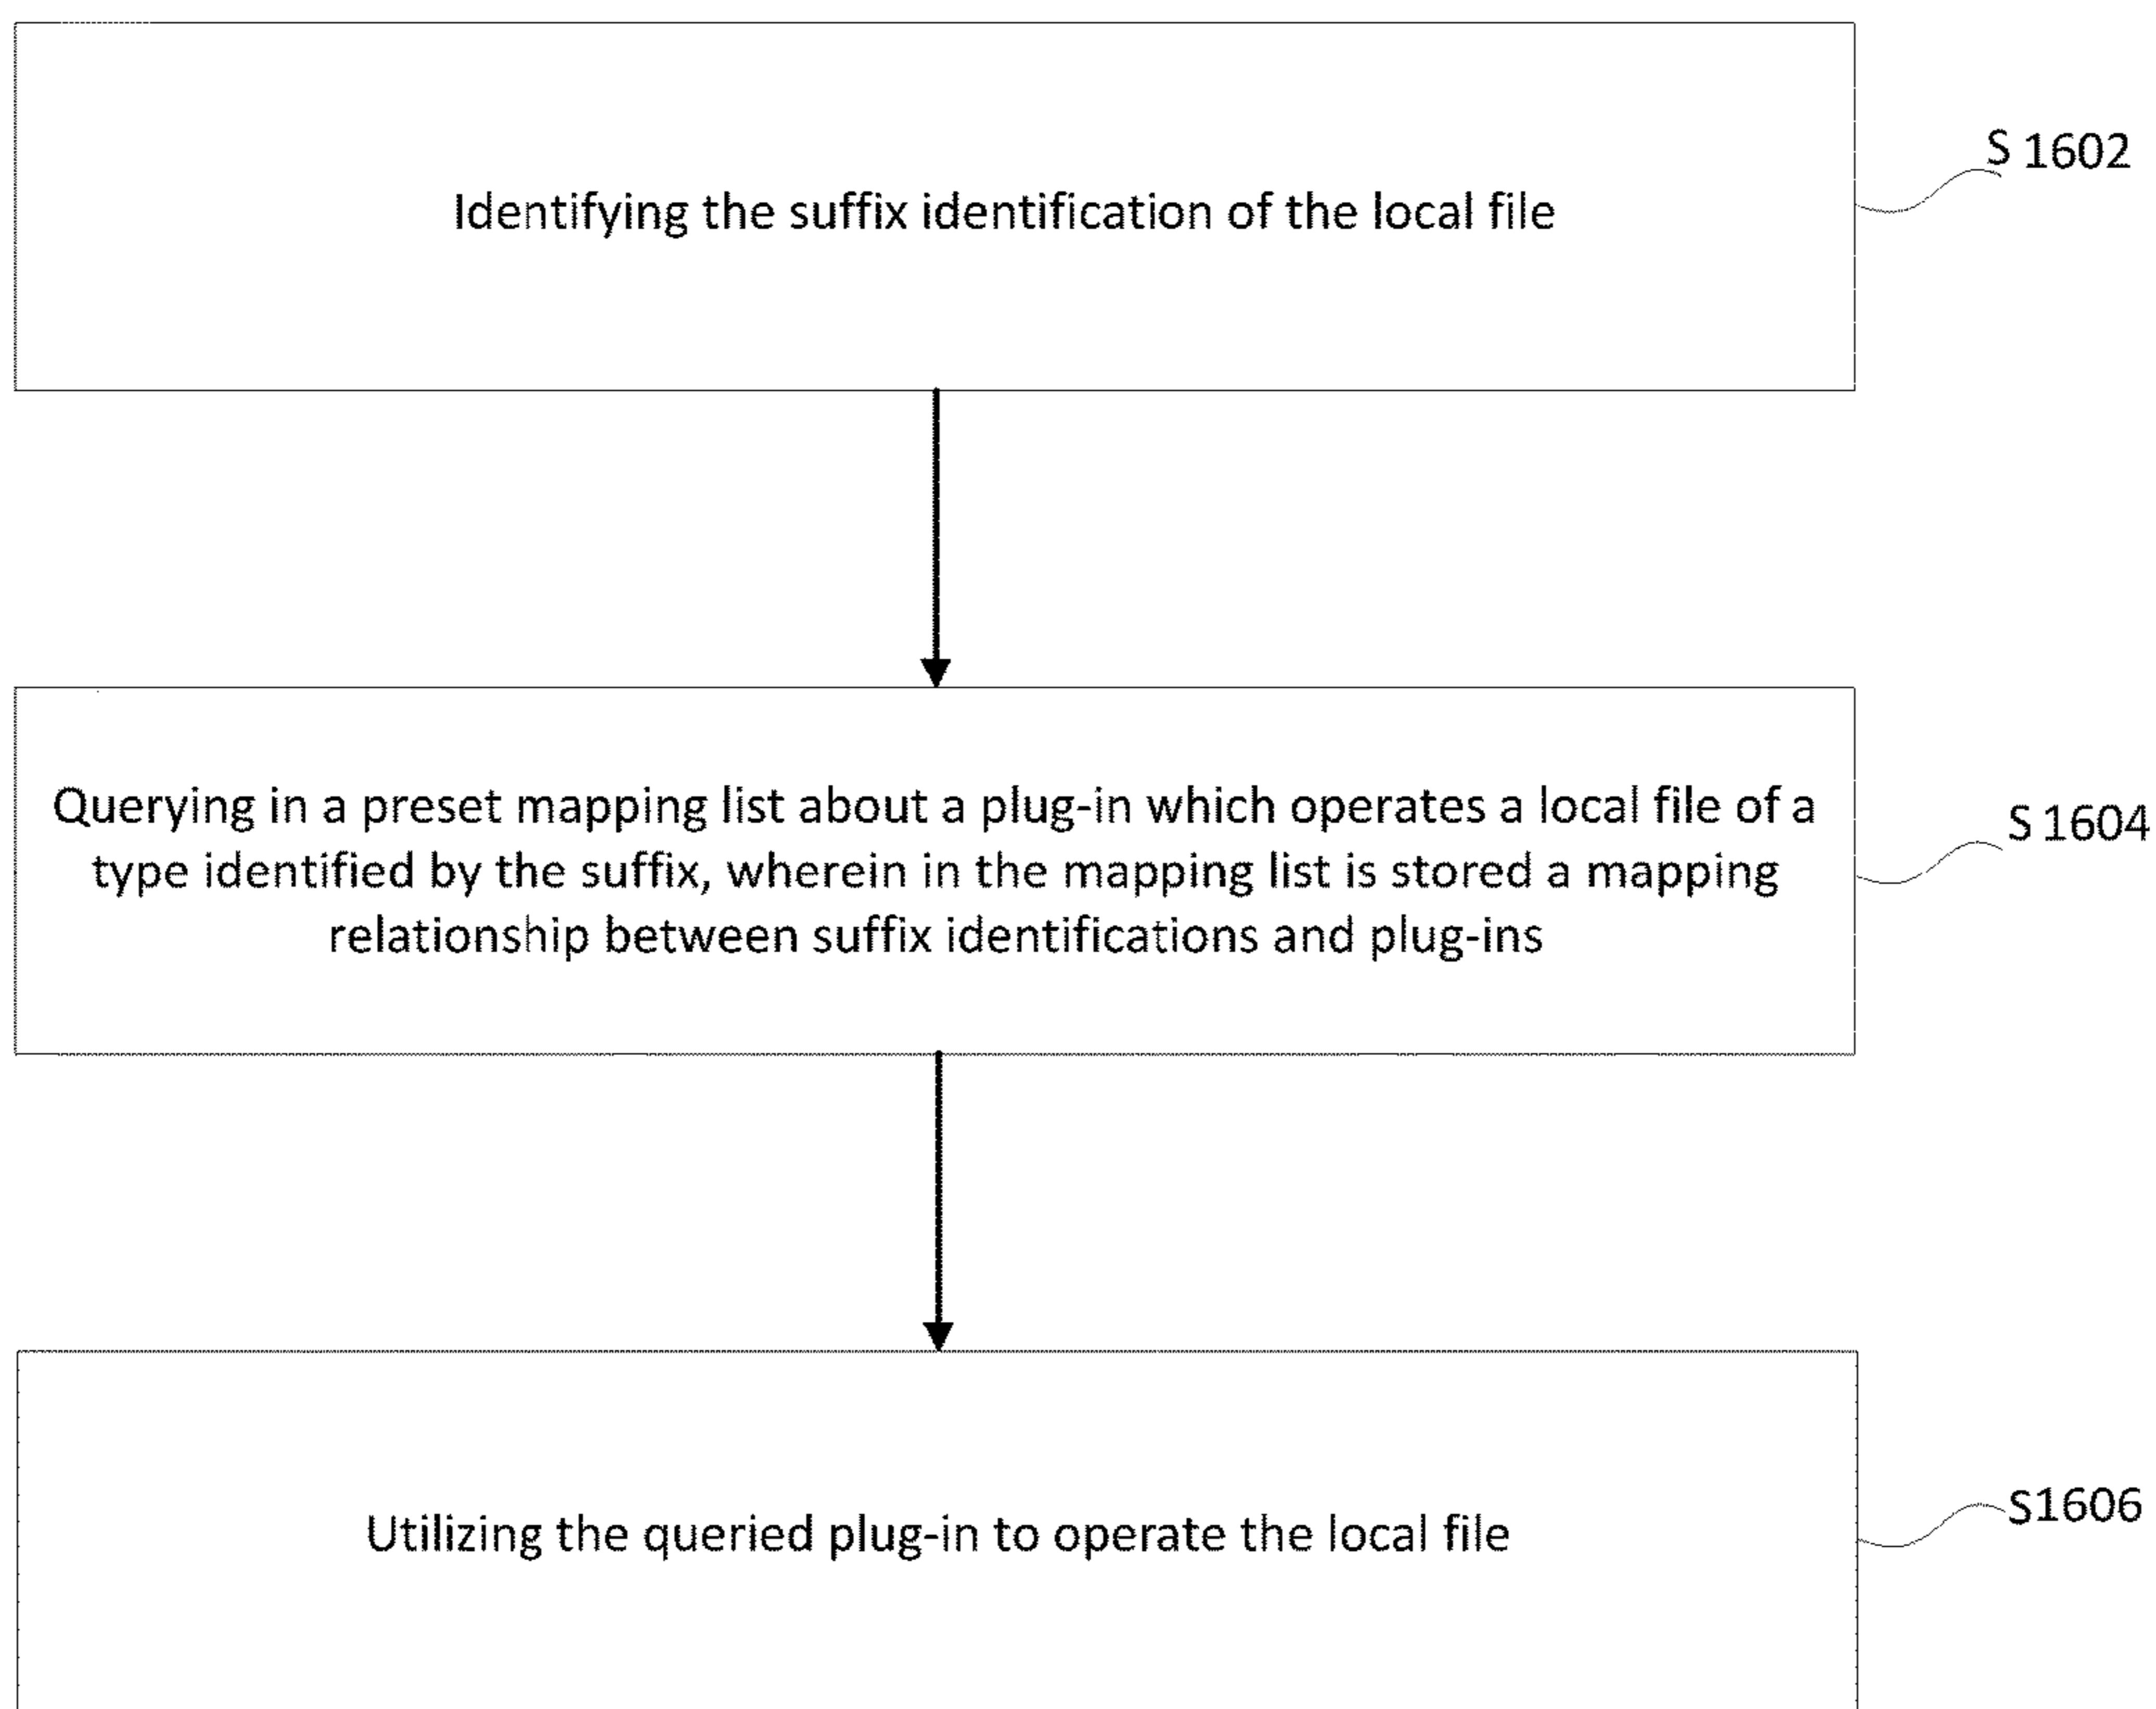 Identifying the suffix identification of the local file
S 1602
Querying in a preset mapping list about a plug-in which operates a local file of a
type identified by the suffix, wherein in the mapping list is stored a mapping
relationship between suffix identifications and plug-ins
S 1604
Utilizing the queried plug-in to operate the local file
S1606